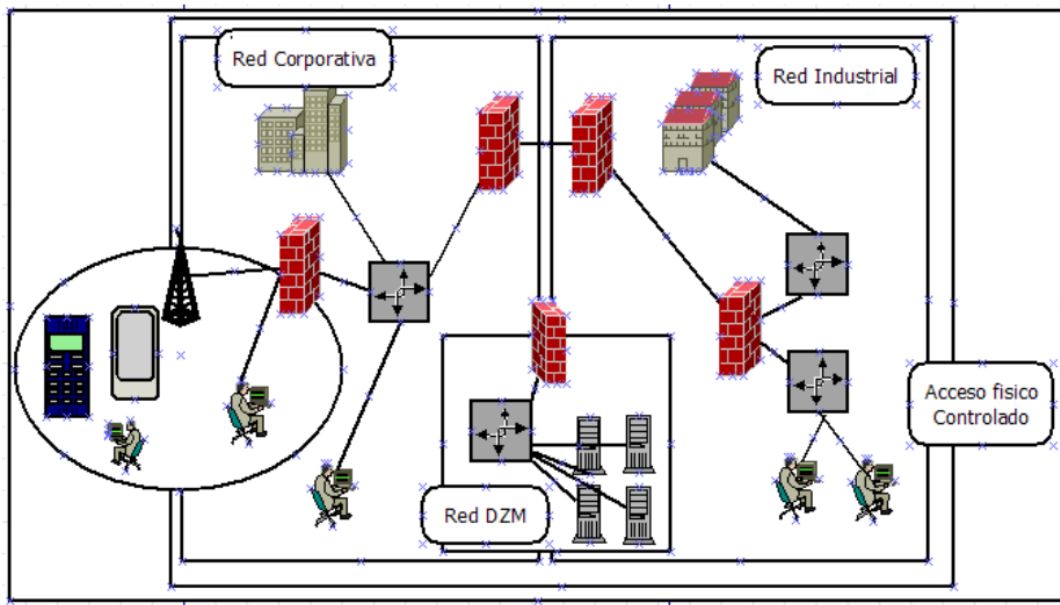 Red Corporativa
Red Industrial
Acceso fisico
Controlado
Red DZM